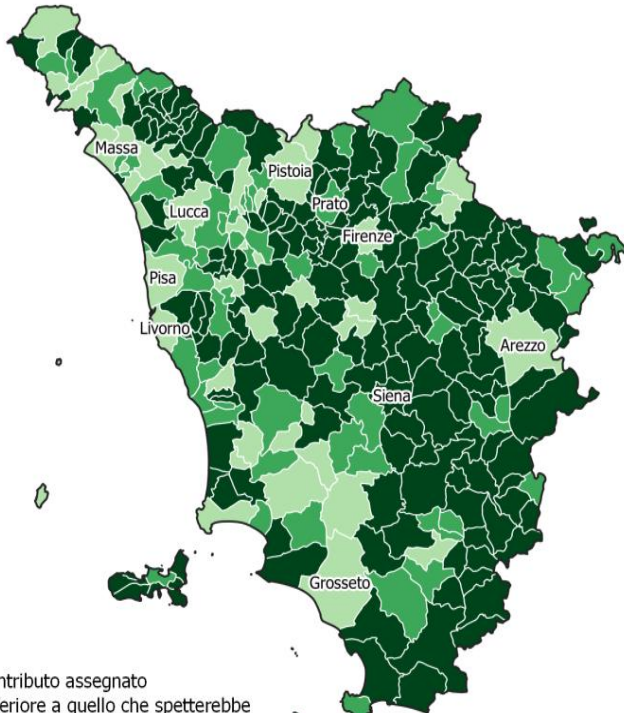 Massa
Pistoia
Prato
Lucca
Firenze
Pisa
Livorno
Arezzo
Siena
Grosseto
ntributo assegnato
eriore a quello che spetterebbe